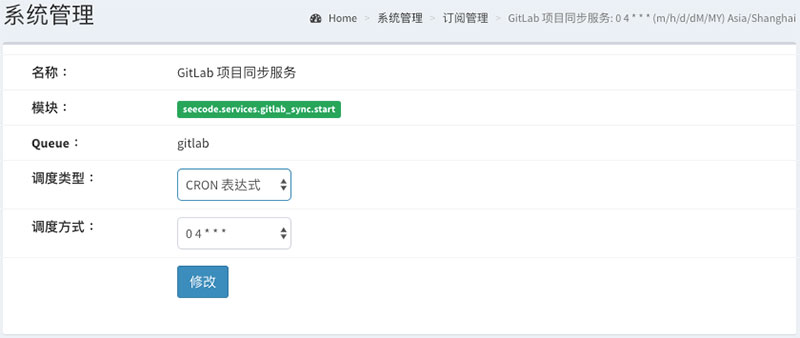 系统管理
Home > 系统管理 > 订阅管理 > GitLab 项目同步服务: 0 4 * * * (m/h/d/dM/MY) Asia/Shanghai
名称： GitLab 项目同步服务
模块： seecode.services.gitlab_sync.start
Queue： gitlab
调度类型： CRON 表达式
调度方式： 0 4 * * *
修改